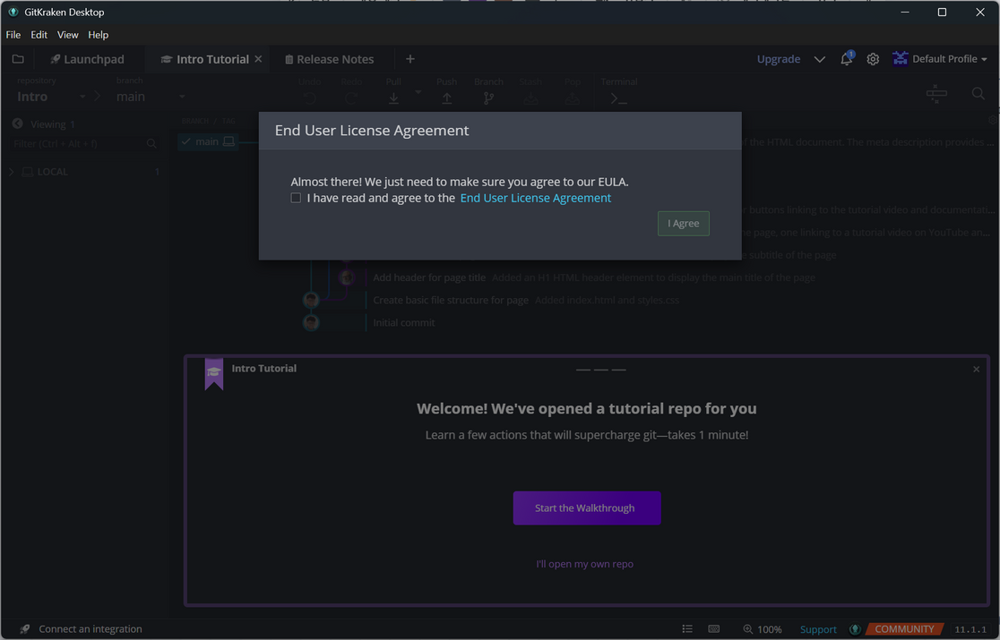 GitKraken Desktop
File Edit View Help
Launchpad Intro Tutorial Release Notes Upgrade 1 Default Profile
repository branch Undo Redo Pull Push Branch Stash Pop Terminal
Intro main
Viewing 1 BRANCH / TAG
Filter (Ctrl + Alt + f) main of the HTML document. The meta description provides ...
LOCAL 1
End User License Agreement
Almost there! We just need to make sure you agree to our EULA.
I have read and agree to the End User License Agreement
I Agree
buttons linking to the tutorial video and documentat...
page, one linking to a tutorial video on YouTube an...
subtitle of the page
Add header for page title Added an H1 HTML header element to display the main title of the page
Create basic file structure for page Added index.html and styles.css
Initial commit
Intro Tutorial
Welcome! We've opened a tutorial repo for you
Learn a few actions that will supercharge git—takes 1 minute!
Start the Walkthrough
I'll open my own repo
Connect an integration 100% Support COMMUNITY 11.1.1